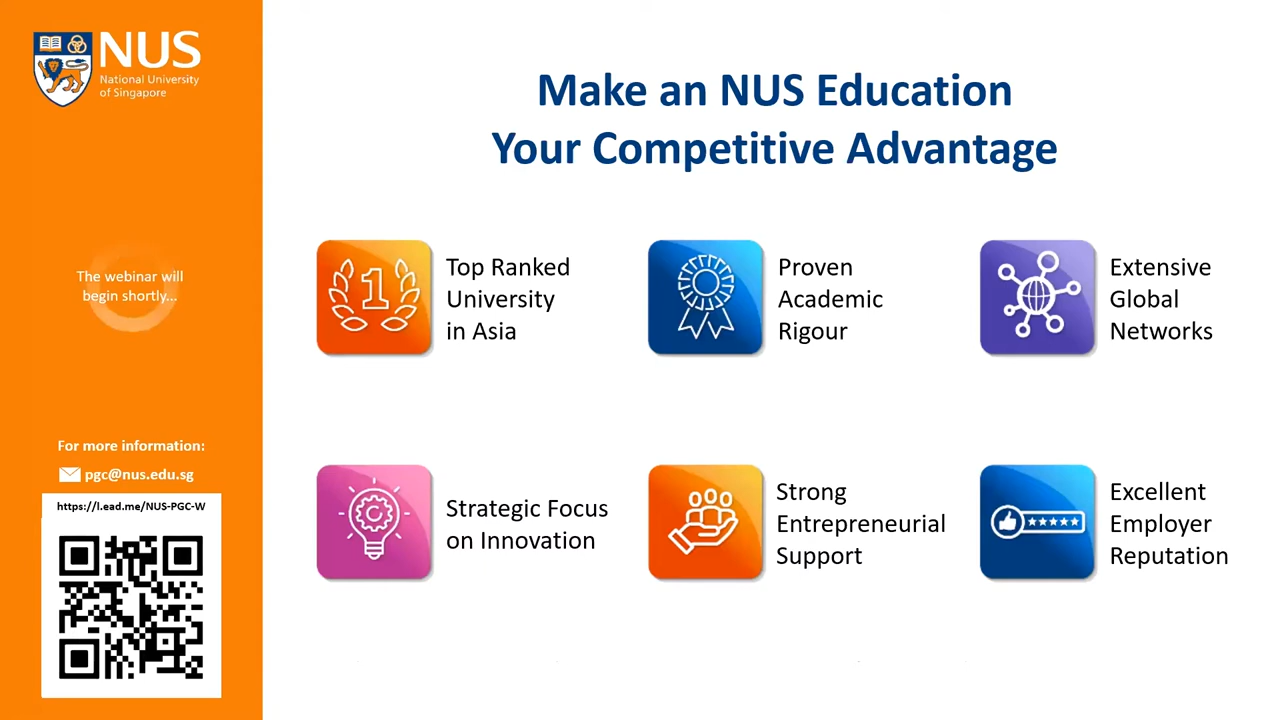 NUS
National University
of Singapore
The webinar will
begin shortly...
For more information:
pgc@nus.edu.sg
https://l.ead.me/NUS-PGC-W
Make an NUS Education
Your Competitive Advantage
1
Top Ranked
University
in Asia
Proven
Academic
Rigour
Extensive
Global
Networks
Strategic Focus
on Innovation
Strong
Entrepreneurial
Support
Excellent
Employer
Reputation